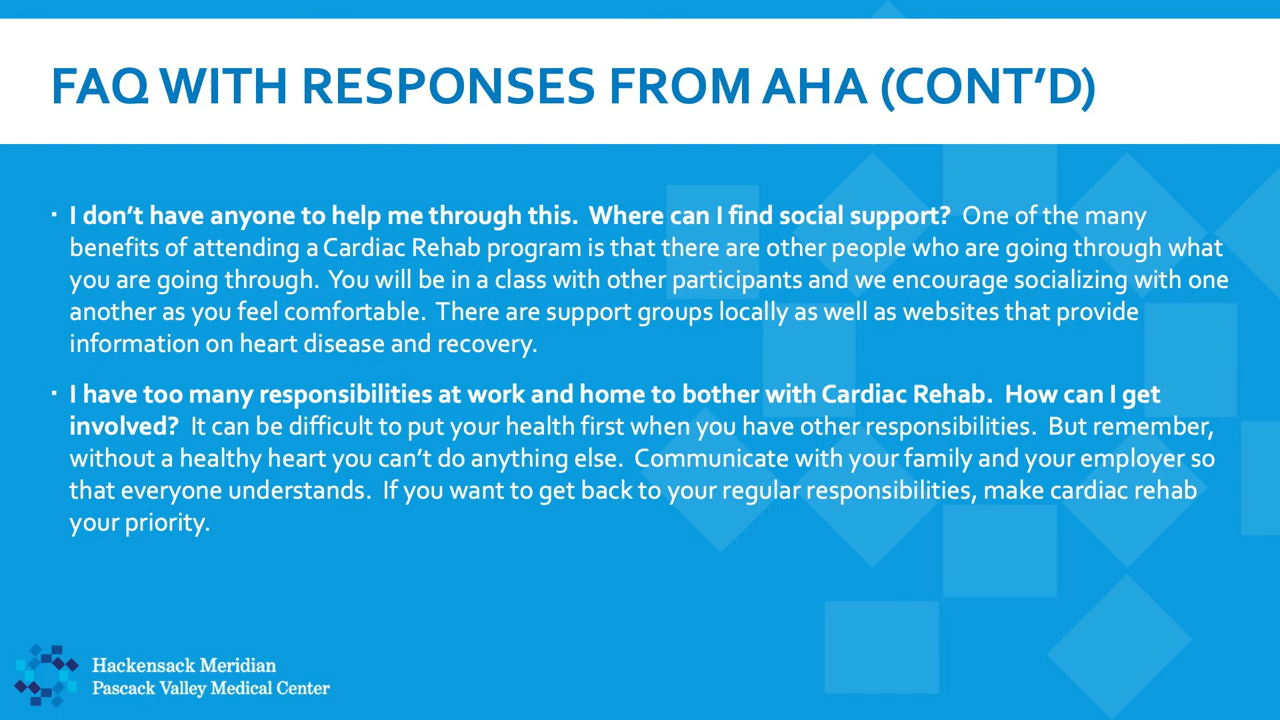 FAQ WITH RESPONSES FROM AHA (CONT’D)
▪ I don’t have anyone to help me through this.  Where can I find social support?  One of the many
benefits of attending a Cardiac Rehab program is that there are other people who are going through what
you are going through.  You will be in a class with other participants and we encourage socializing with one
another as you feel comfortable.  There are support groups locally as well as websites that provide
information on heart disease and recovery.
▪ I have too many responsibilities at work and home to bother with Cardiac Rehab.  How can I get
involved?  It can be difficult to put your health first when you have other responsibilities.  But remember,
without a healthy heart you can’t do anything else.  Communicate with your family and your employer so
that everyone understands.  If you want to get back to your regular responsibilities, make cardiac rehab
your priority.
Hackensack Meridian
Pascack Valley Medical Center